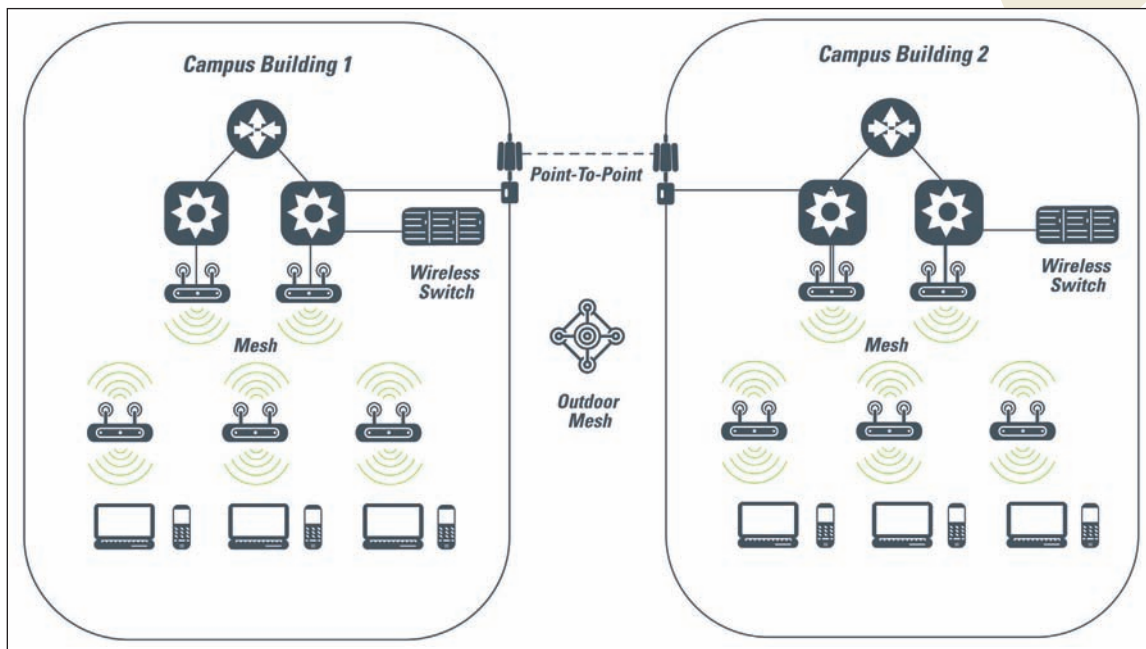 Campus Building 1
Campus Building 2
Point-To-Point
Wireless
Switch
Wireless
Switch
Mesh
Mesh
Outdoor
Mesh